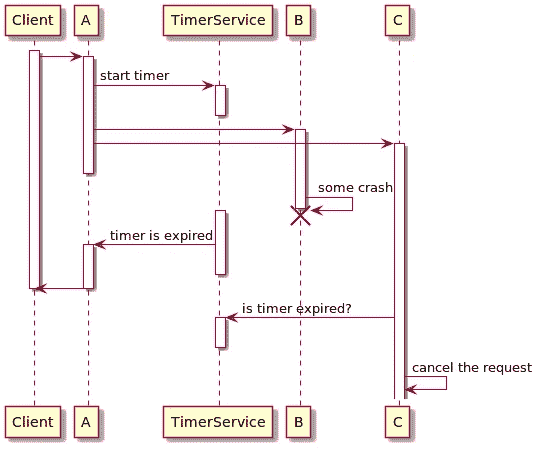 Client A TimerService B C
start timer
some crash
timer is expired
is timer expired?
cancel the request
Client A TimerService B C